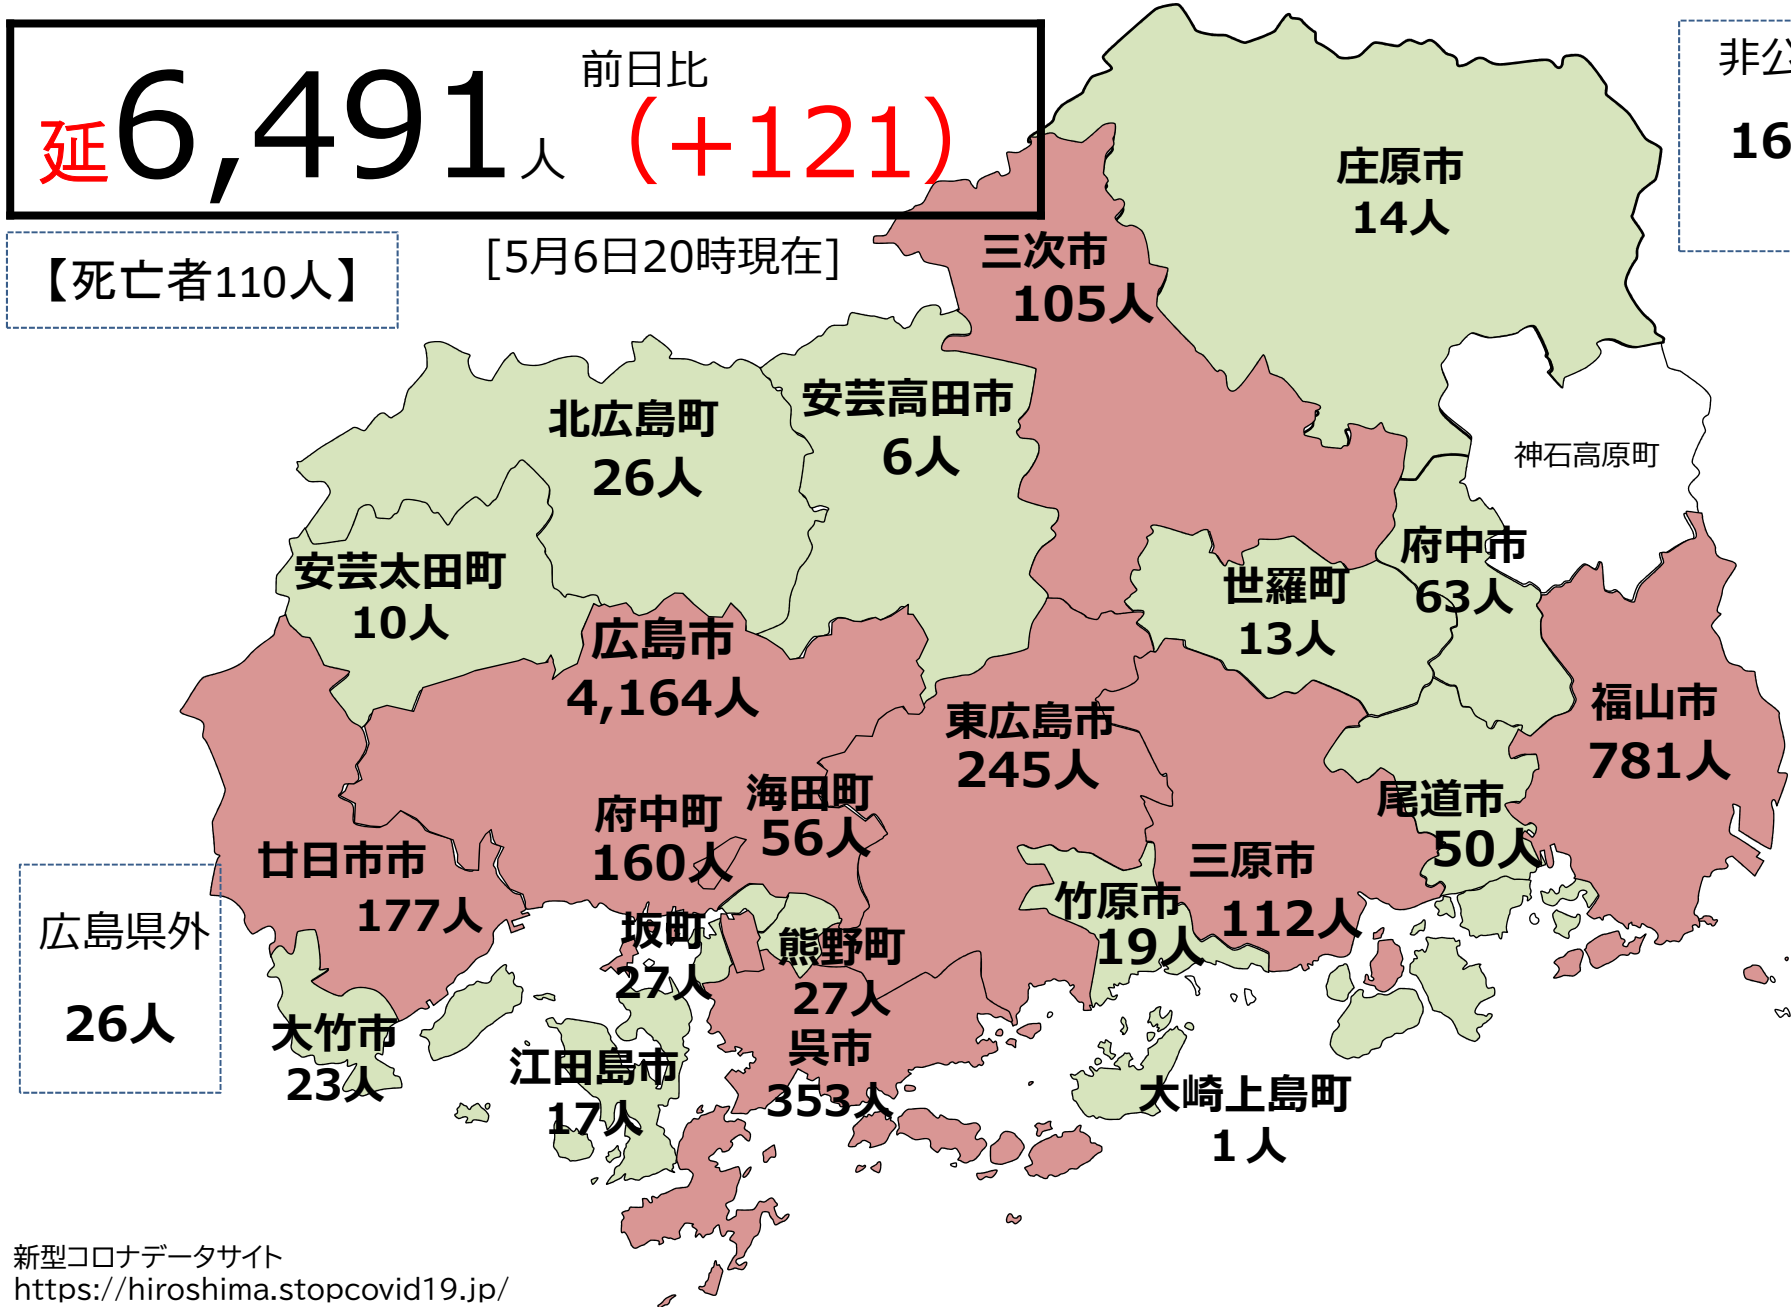 延6,491人 前日比 (+121)
【死亡者110人】
[5月6日20時現在]
非公
16
庄原市
14人
三次市
105人
安芸高田市
6人
北広島町
26人
神石高原町
安芸太田町
10人
府中市
63人
世羅町
13人
広島市
4,164人
福山市
781人
東広島市
245人
海田町
56人
府中町
160人
尾道市
50人
三原市
112人
廿日市市
177人
竹原市
19人
坂町
27人
熊野町
27人
広島県外
26人
大竹市
23人
江田島市
17人
呉市
353人
大崎上島町
1人
新型コロナデータサイト
https://hiroshima.stopcovid19.jp/